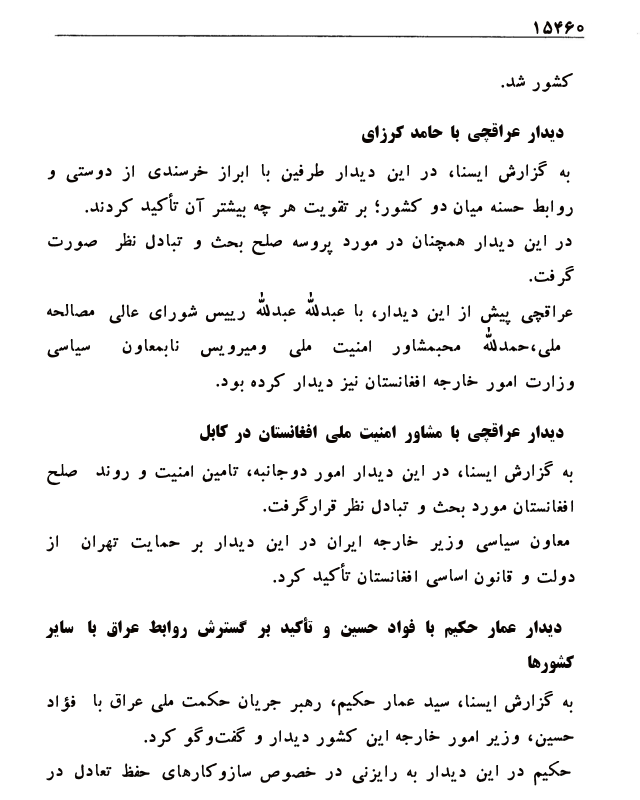 ۱۵۴۶۰
کشور شد.
دیدار عراقچی با حامد کرزای
به گزارش ایسنا، در این دیدار طرفین با ابراز خرسندی از دوستی و
روابط حسنه میان دو کشور؛ بر تقویت هر چه بیشتر آن تأکید کردند.
در این دیدار همچنان در مورد پروسه صلح بحث و تبادل نظر صورت
گرفت.
عراقچی پیش از این دیدار، با عبدالله عبدالله رییس شورای عالی مصالحه
ملی،حمدالله محبمشاور امنیت ملی ومیرویس نابمعاون سیاسی
وزارت امور خارجه افغانستان نیز دیدار کرده بود.
دیدار عراقچی با مشاور امنیت ملی افغانستان در کابل
به گزارش ایسنا، در این دیدار امور دوجانبه، تامین امنیت و روند صلح
افغانستان مورد بحث و تبادل نظر قرارگرفت.
معاون سیاسی وزیر خارجه ایران در این دیدار بر حمایت تهران از
دولت و قانون اساسی افغانستان تأکید کرد.
دیدار عمار حکیم با فواد حسین و تأکید بر گسترش روابط عراق با سایر
کشورها
به گزارش ایسنا، سید عمار حکیم، رهبر جریان حکمت ملی عراق با فؤاد
حسین، وزیر امور خارجه این کشور دیدار و گفت‌وگو کرد.
حکیم در این دیدار به رایزنی در خصوص سازوکارهای حفظ تعادل در